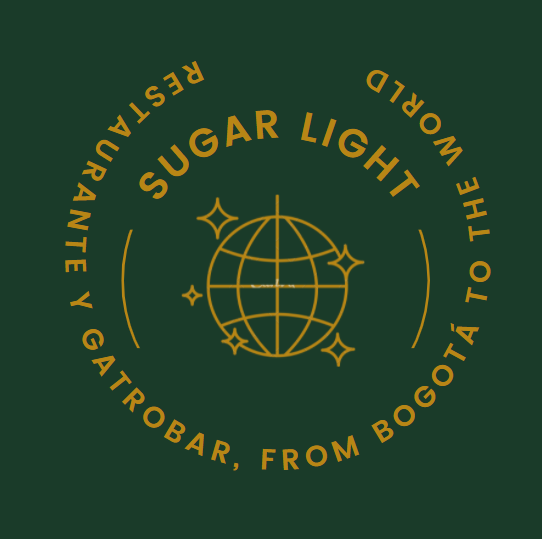 SUGAR LIGHT
RESTAURANTE Y GATROBAR, FROM BOGOTÁ TO THE WORLD